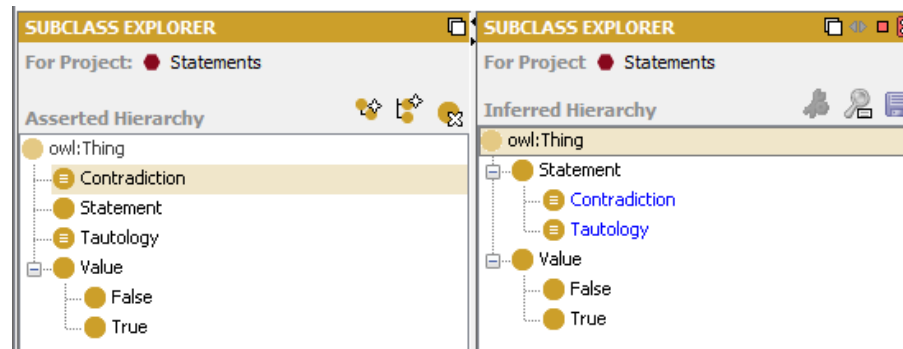 SUBCLASS EXPLORER
For Project: Statements
Asserted Hierarchy
owl:Thing
Contradiction
Statement
Tautology
Value
False
True
SUBCLASS EXPLORER
For Project Statements
Inferred Hierarchy
owl:Thing
Statement
Contradiction
Tautology
Value
False
True